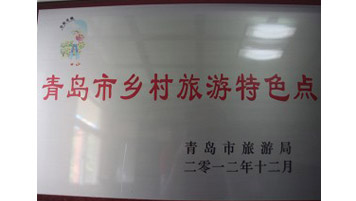 青岛市乡村旅游特色点
青岛市旅游局
二零一二年十二月